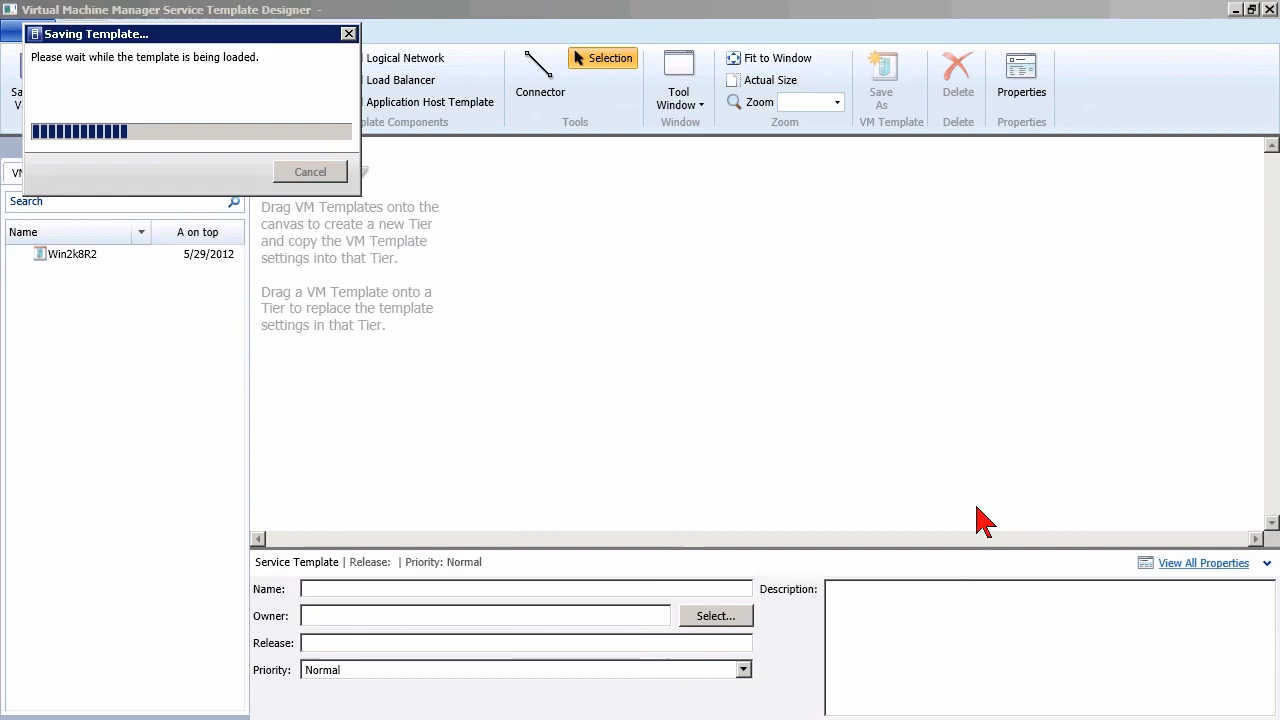 Virtual Machine Manager Service Template Designer -
Saving Template...
Please wait while the template is being loaded.
Cancel
Logical Network
Load Balancer
Application Host Template
plate Components
Connector
Selection
Tools
Tool
Window
Window
Fit to Window
Actual Size
Zoom
Zoom
Save
As
VM Template
Delete
Delete
Properties
Properties
Search
Name
A on top
Win2k8R2
5/29/2012
Drag VM Templates onto the
canvas to create a new Tier
and copy the VM Template
settings into that Tier.
Drag a VM Template onto a
Tier to replace the template
settings in that Tier.
Service Template | Release: | Priority: Normal
View All Properties
Name:
Owner:
Select...
Release:
Priority:
Normal
Description: